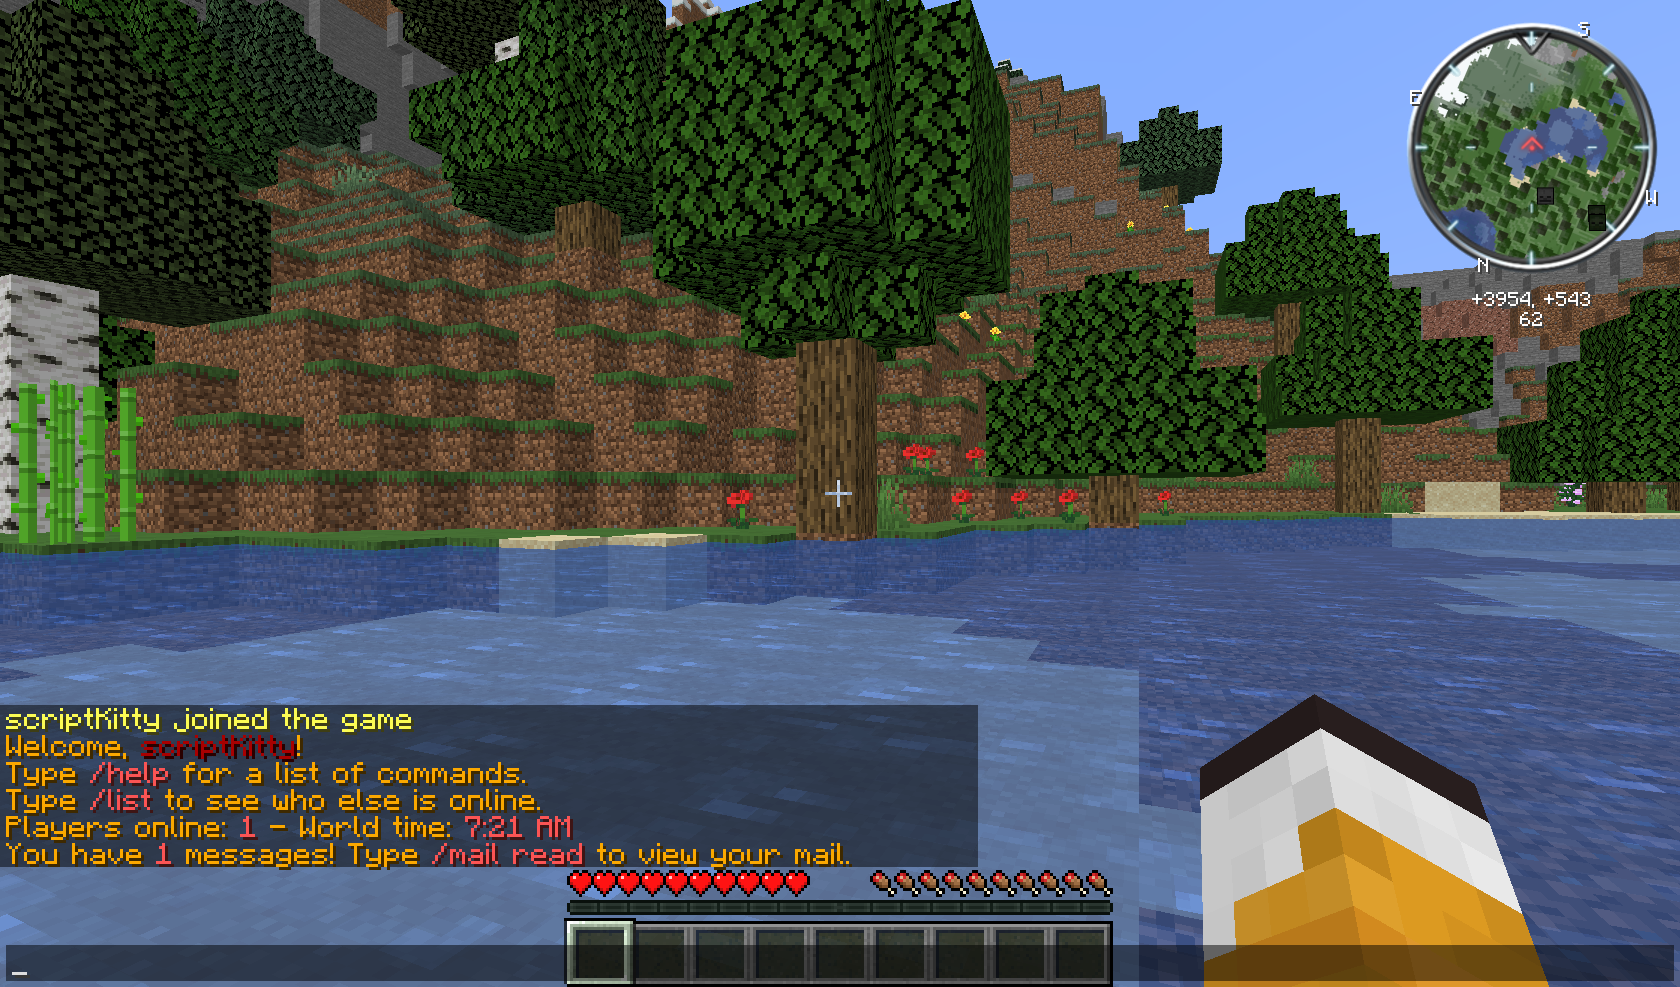 S
E
W
N
+3954, +543
62
scriptKitty joined the game
Welcome, scriptKitty!
Type /help for a list of commands.
Type /list to see who else is online.
Players online: 1 - World time: 7:21 AM
You have 1 messages! Type /mail read to view your mail.
_